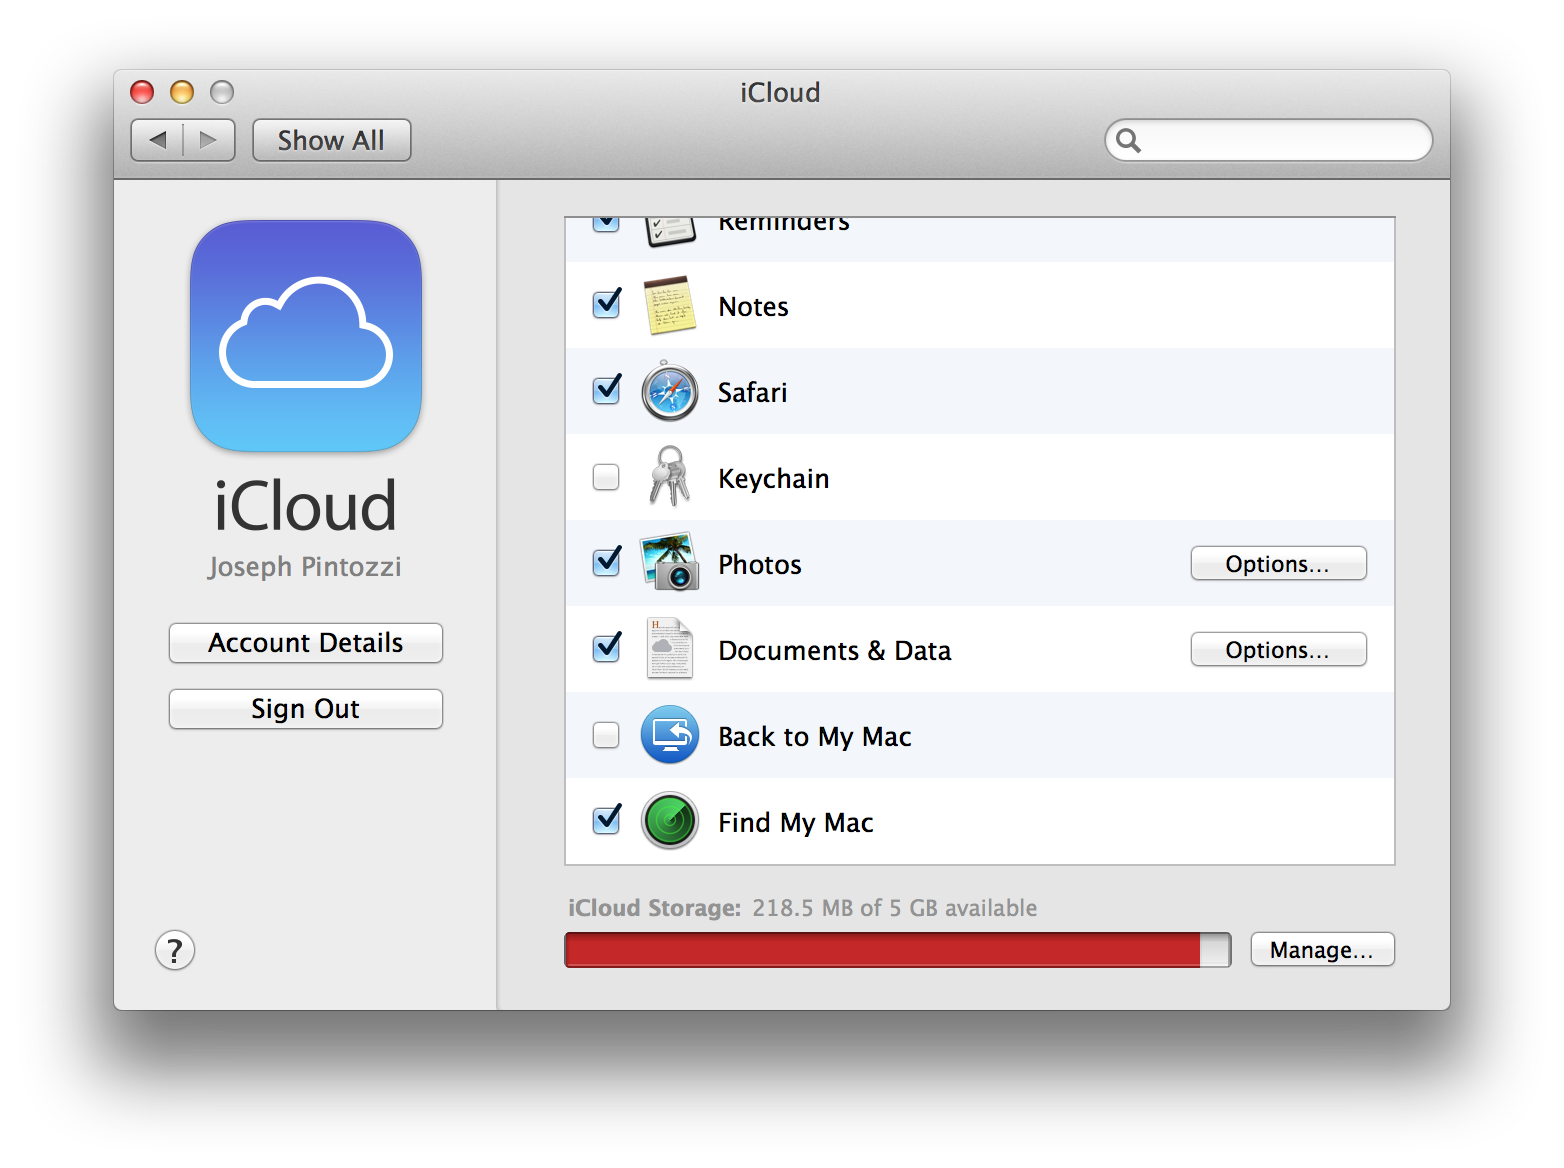 iCloud
Show All
Reminders
Notes
Safari
Keychain
Photos
Options...
Documents & Data
Options...
Back to My Mac
Find My Mac
iCloud
Joseph Pintozzi
Account Details
Sign Out
?
iCloud Storage: 218.5 MB of 5 GB available
Manage...